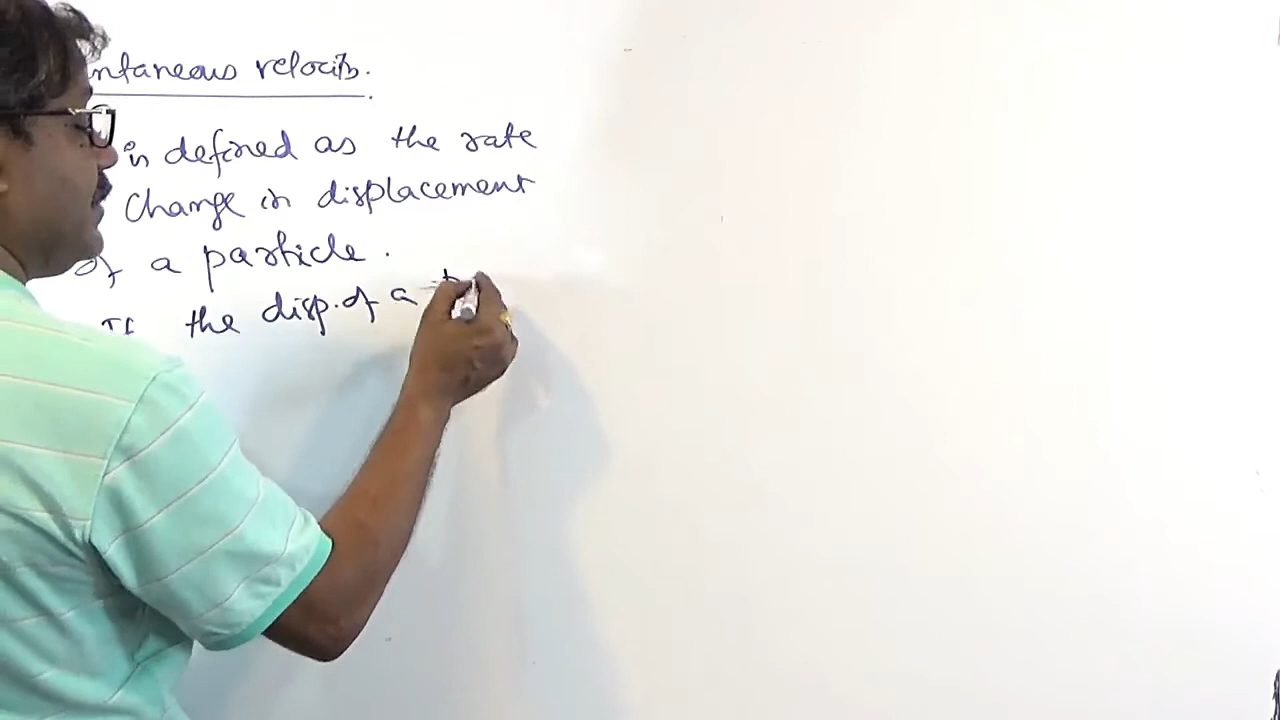 ntaneous velocity.
is defined as the rate
change in displacement
of a particle.
If the disp. of a